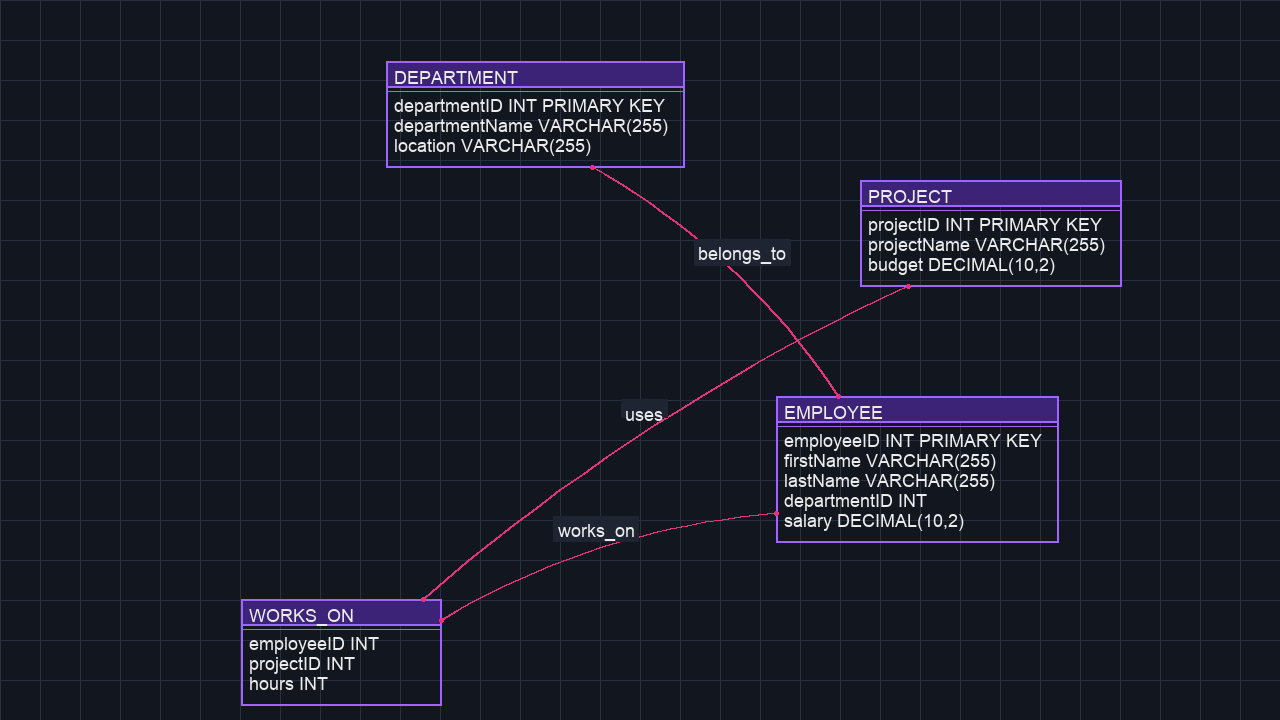 DEPARTMENT
departmentID INT PRIMARY KEY
departmentName VARCHAR(255)
location VARCHAR(255)
PROJECT
projectID INT PRIMARY KEY
projectName VARCHAR(255)
budget DECIMAL(10,2)
belongs_to
uses
EMPLOYEE
employeeID INT PRIMARY KEY
firstName VARCHAR(255)
lastName VARCHAR(255)
departmentID INT
salary DECIMAL(10,2)
works_on
WORKS_ON
employeeID INT
projectID INT
hours INT